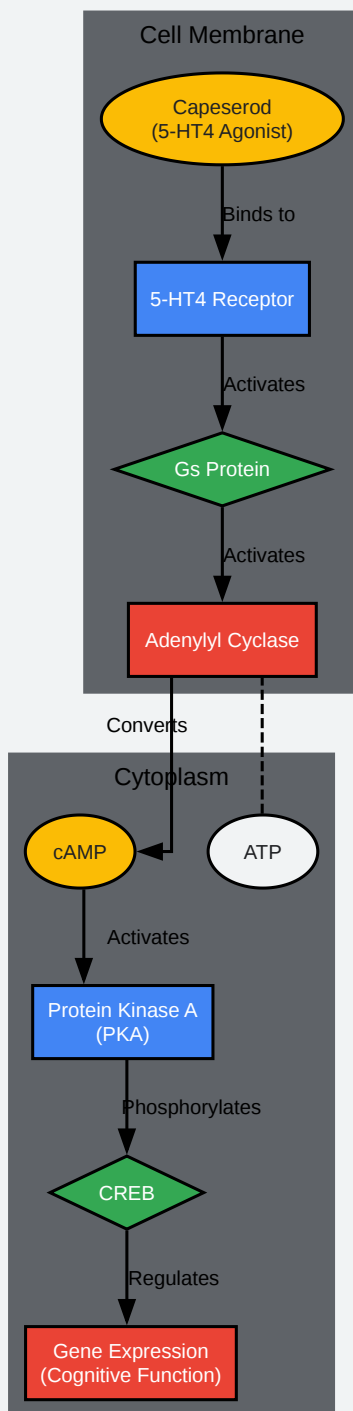 Cell Membrane
Capeserod
(5-HT4 Agonist)
Binds to
5-HT4 Receptor
Activates
Gs Protein
Activates
Adenylyl Cyclase
Converts
Cytoplasm
cAMP
ATP
Activates
Protein Kinase A
(PKA)
Phosphorylates
CREB
Regulates
Gene Expression
(Cognitive Function)